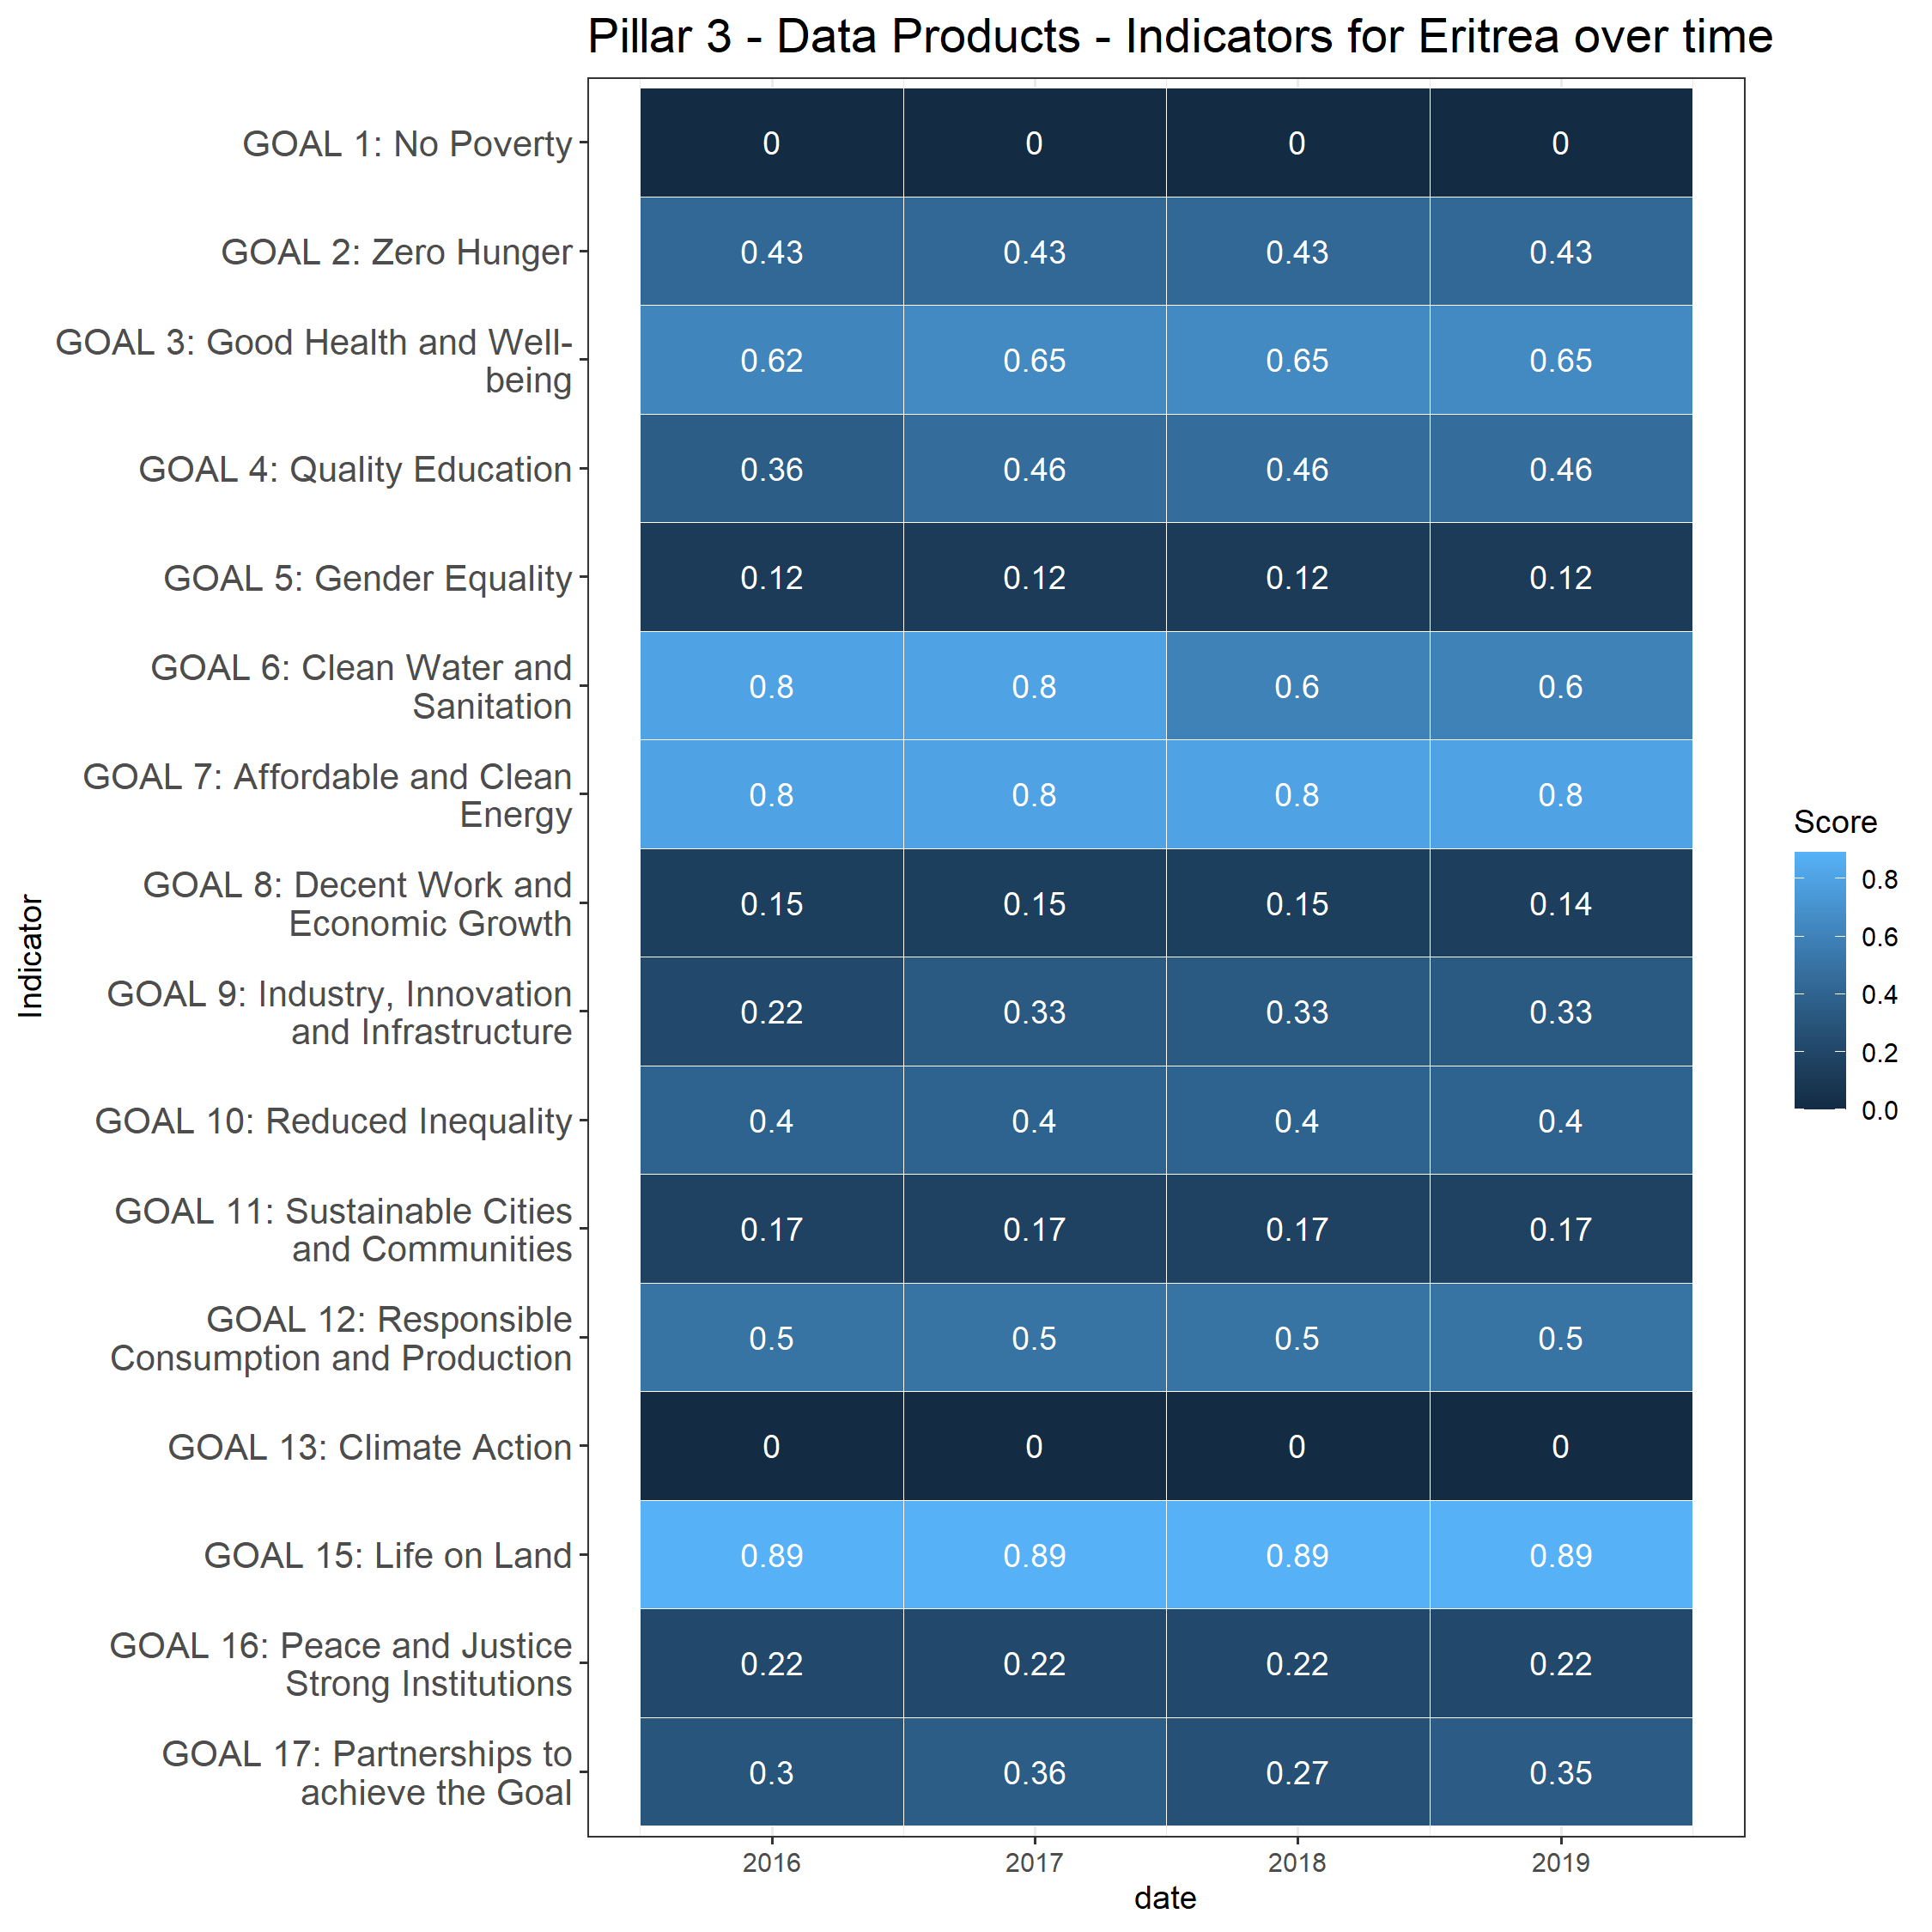 Pillar 3 - Data Products - Indicators for Eritrea over time
Indicator
GOAL 1: No Poverty
0 0 0 0
GOAL 2: Zero Hunger
0.43 0.43 0.43 0.43
GOAL 3: Good Health and Well-
being
0.62 0.65 0.65 0.65
GOAL 4: Quality Education
0.36 0.46 0.46 0.46
GOAL 5: Gender Equality
0.12 0.12 0.12 0.12
GOAL 6: Clean Water and
Sanitation
0.8 0.8 0.6 0.6
GOAL 7: Affordable and Clean
Energy
0.8 0.8 0.8 0.8
GOAL 8: Decent Work and
Economic Growth
0.15 0.15 0.15 0.14
GOAL 9: Industry, Innovation
and Infrastructure
0.22 0.33 0.33 0.33
GOAL 10: Reduced Inequality
0.4 0.4 0.4 0.4
GOAL 11: Sustainable Cities
and Communities
0.17 0.17 0.17 0.17
GOAL 12: Responsible
Consumption and Production
0.5 0.5 0.5 0.5
GOAL 13: Climate Action
0 0 0 0
GOAL 15: Life on Land
0.89 0.89 0.89 0.89
GOAL 16: Peace and Justice
Strong Institutions
0.22 0.22 0.22 0.22
GOAL 17: Partnerships to
achieve the Goal
0.3 0.36 0.27 0.35
2016 2017 2018 2019
date
Score
0.8
0.6
0.4
0.2
0.0